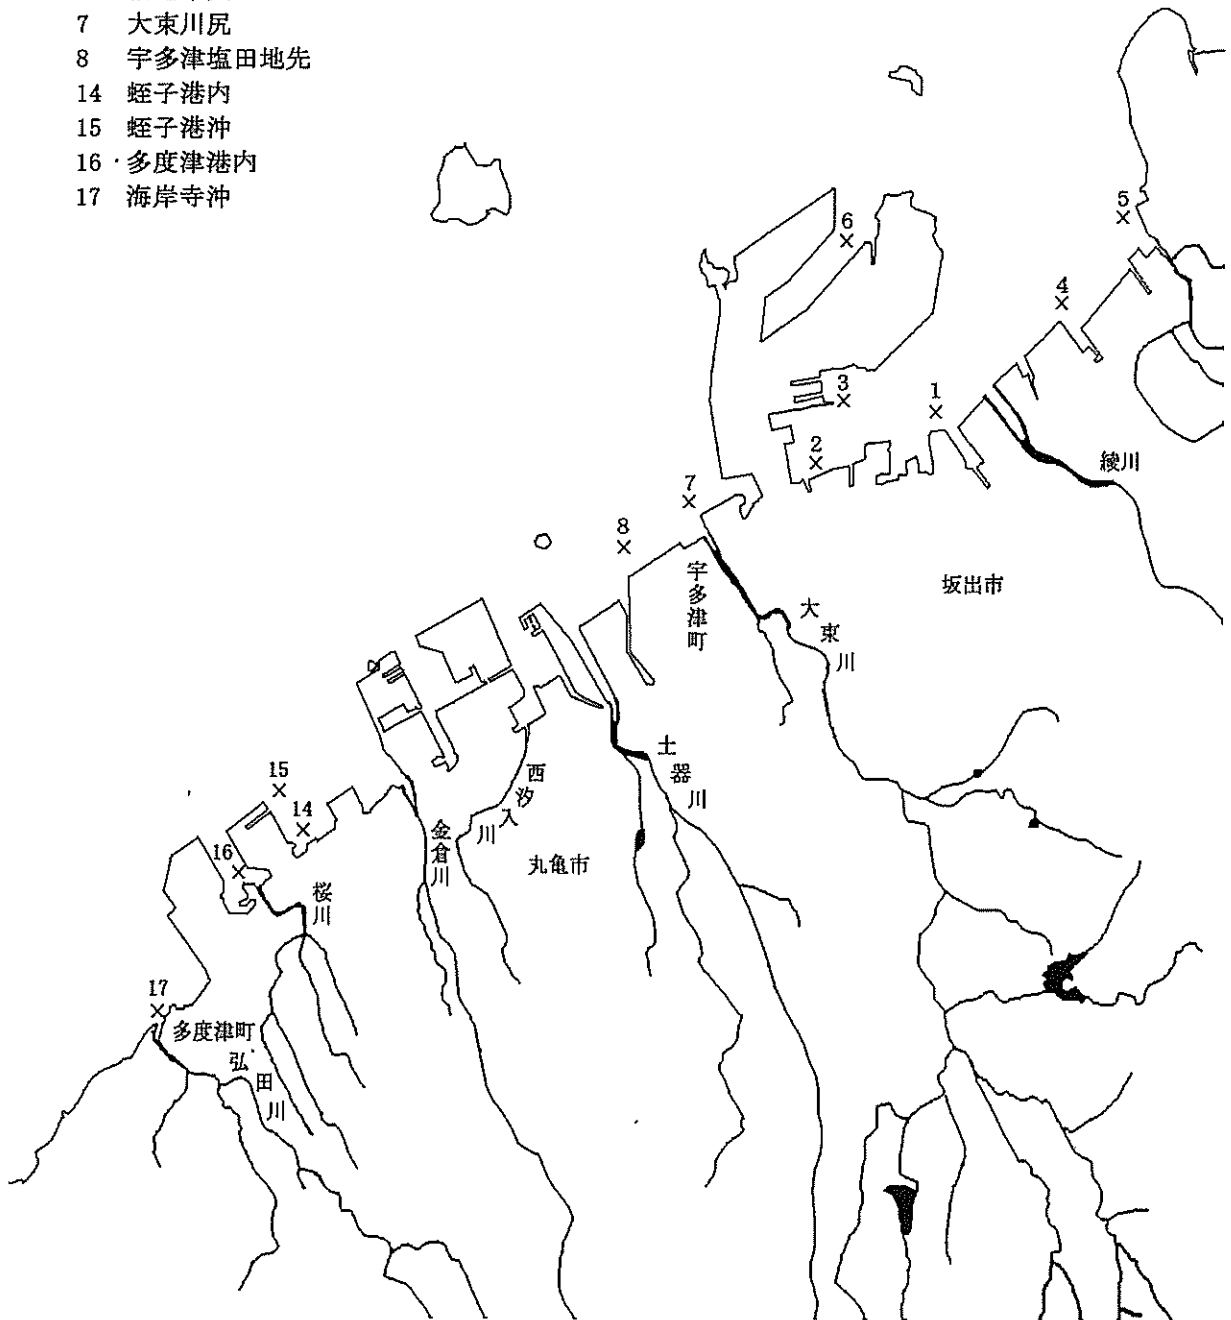 7 大束川尻
8 宇多津塩田地先
14 蛭子港内
15 蛭子港沖
16 多度津港内
17 海岸寺沖
5
6
4
3
1
2
綾川
7
8
宇多津町
坂出市
大束川
土器川
15
14
西汐入川
金倉川
丸亀市
16
桜川
17
多度津町
弘田川